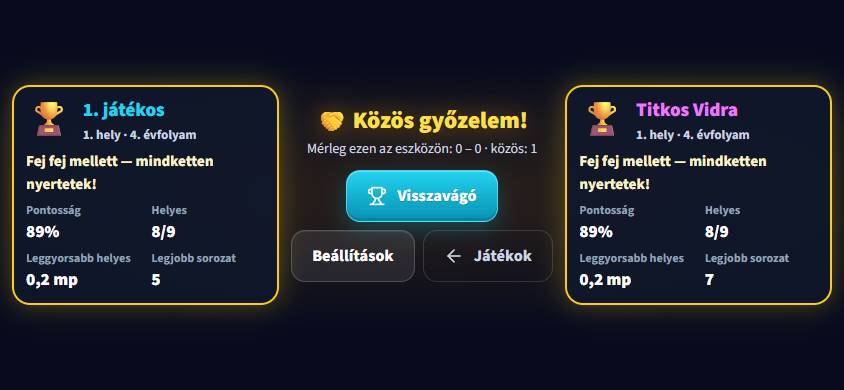 1. játékos
1. hely · 4. évfolyam
Fej fej mellett — mindketten
nyertetek!
Pontosság
Helyes
89%
8/9
Leggyorsabb helyes
Legjobb sorozat
0,2 mp
5
Közös győzelem!
Mérleg ezen az eszközön: 0 – 0 · közös: 1
Visszavágó
Beállítások
Játékok
Titkos Vidra
1. hely · 4. évfolyam
Fej fej mellett — mindketten
nyertetek!
Pontosság
Helyes
89%
8/9
Leggyorsabb helyes
Legjobb sorozat
0,2 mp
7